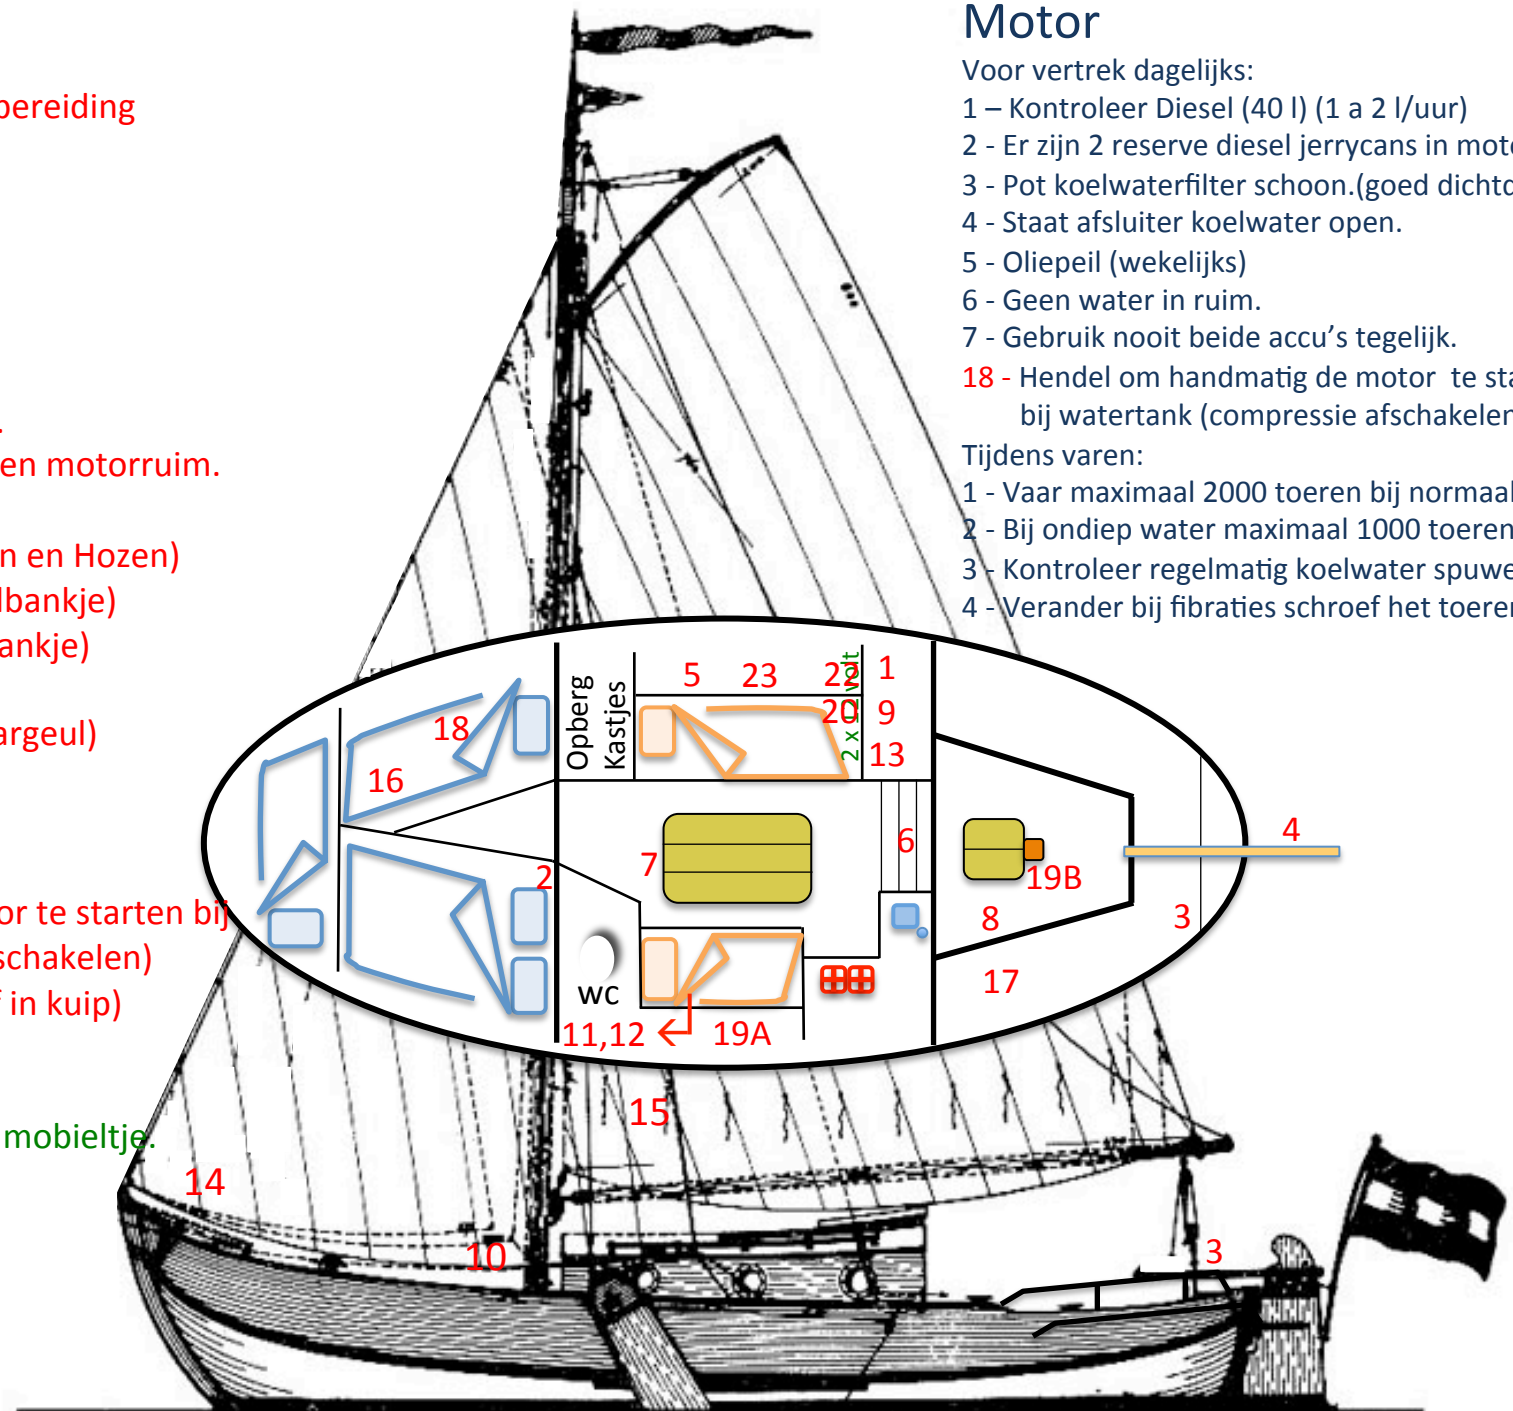 bereiding
.
en motorruim.
n en Hozen)
lbankje)
ankje)
argeul)
or te starten bij
schakelen)
f in kuip)
mobieltje.
Motor
Voor vertrek dagelijks:
1 – Kontroleer Diesel (40 l) (1 a 2 l/uur)
2 - Er zijn 2 reserve diesel jerrycans in moto
3 - Pot koelwaterfilter schoon.(goed dichtd
4 - Staat afsluiter koelwater open.
5 - Oliepeil (wekelijks)
6 - Geen water in ruim.
7 - Gebruik nooit beide accu's tegelijk.
18 - Hendel om handmatig de motor te sta
bij watertank (compressie afschakelen
Tijdens varen:
1 - Vaar maximaal 2000 toeren bij normaal
2 - Bij ondiep water maximaal 1000 toeren
3 - Kontroleer regelmatig koelwater spuwe
4 - Verander bij fibraties schroef het toeren
Opberg
Kastjes
5
23
22
1
20
9
2 x 12 volt
13
18
16
7
6
4
2
19B
8
3
17
WC
11,12
19A
15
14
10
3